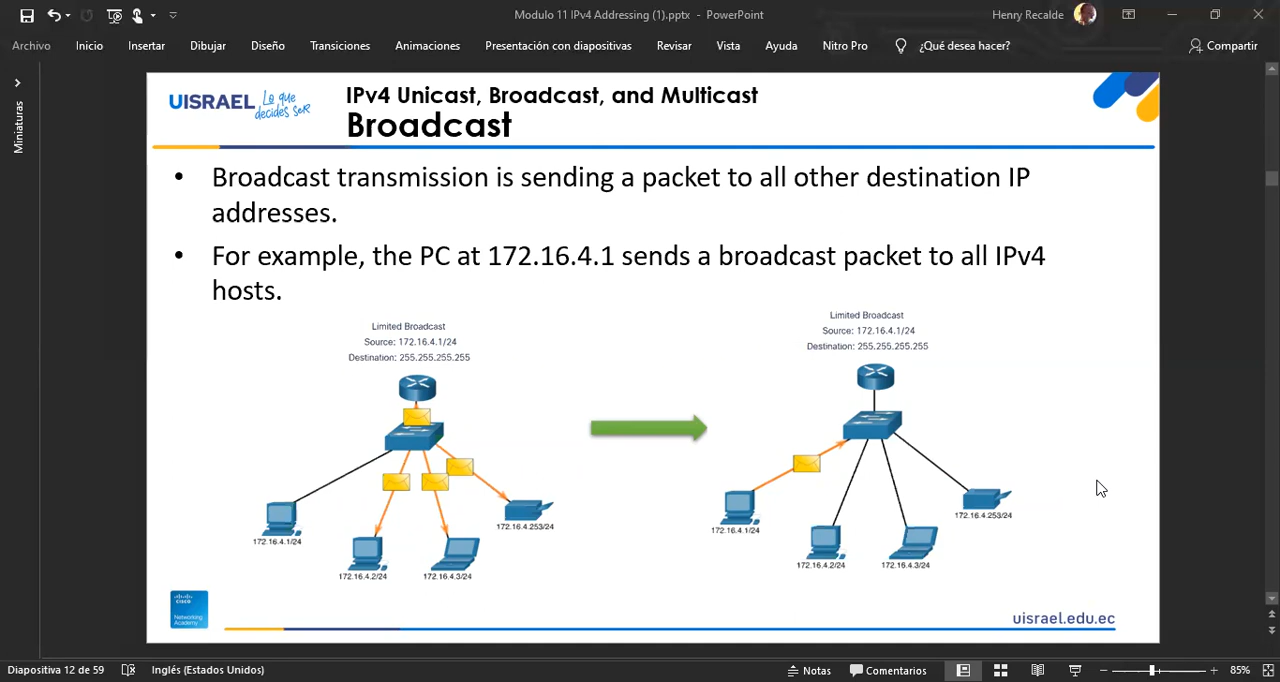 Modulo 11 IPv4 Addressing (1).pptx - PowerPoint
Henry Recalde
Archivo
Inicio
Insertar
Dibujar
Diseño
Transiciones
Animaciones
Presentación con diapositivas
Revisar
Vista
Ayuda
Nitro Pro
¿Qué desea hacer?
Compartir
Miniaturas
UISRAEL
Lo que
decides ser
IPv4 Unicast, Broadcast, and Multicast
Broadcast
• Broadcast transmission is sending a packet to all other destination IP
addresses.
• For example, the PC at 172.16.4.1 sends a broadcast packet to all IPv4
hosts.
Limited Broadcast
Source: 172.16.4.1/24
Destination: 255.255.255.255
172.16.4.1/24
172.16.4.2/24
172.16.4.3/24
172.16.4.253/24
Limited Broadcast
Source: 172.16.4.1/24
Destination: 255.255.255.255
172.16.4.1/24
172.16.4.2/24
172.16.4.3/24
172.16.4.253/24
CISCO
Networking
Academy
uisrael.edu.ec
Diapositiva 12 de 59
Inglés (Estados Unidos)
Notas
Comentarios
85%